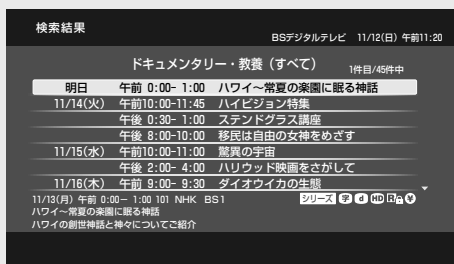 検索結果
BSデジタルテレビ 11/12(日) 午前11:20
ドキュメンタリー・教養（すべて） 1件目/45件中
明日 午前 0:00- 1:00 ハワイ～常夏の楽園に眠る神話
11/14(火) 午前10:00-11:45 ハイビジョン特集
午後 0:30- 1:00 ステンドグラス講座
午後 8:00-10:00 移民は自由の女神をめざす
11/15(水) 午前10:00-11:00 驚異の宇宙
午後 2:00- 4:00 ハリウッド映画をさがして
11/16(木) 午前 9:00- 9:30 ダイオウイカの生態
11/13(月) 午前 0:00- 1:00 101 NHK BS1 シリーズ 字 d HD R ¥
ハワイ～常夏の楽園に眠る神話
ハワイの創世神話と神々についてご紹介